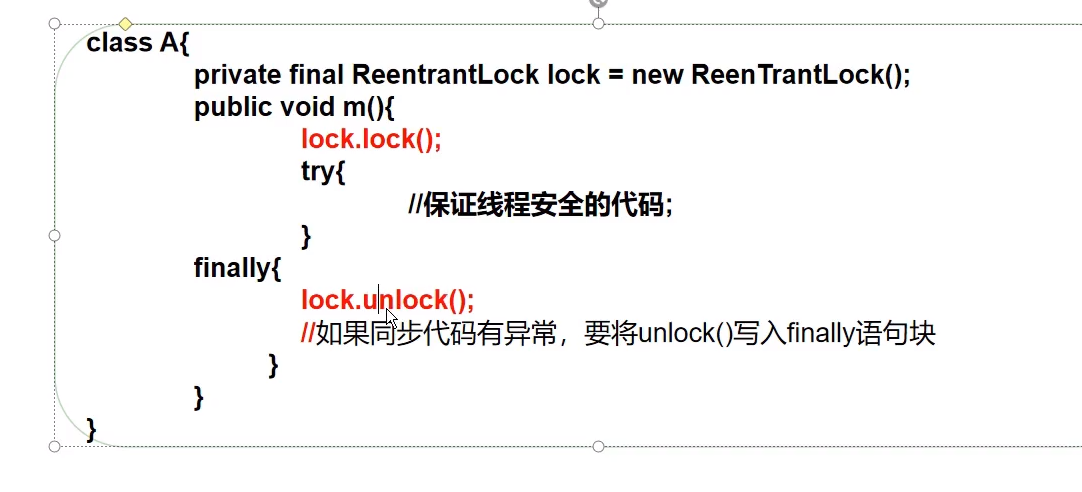 class A{
private final ReentrantLock lock = new ReenTrantLock();
public void m(){
lock.lock();
try{
//保证线程安全的代码;
}
finally{
lock.unlock();
//如果同步代码有异常，要将unlock()写入finally语句块
}
}
}